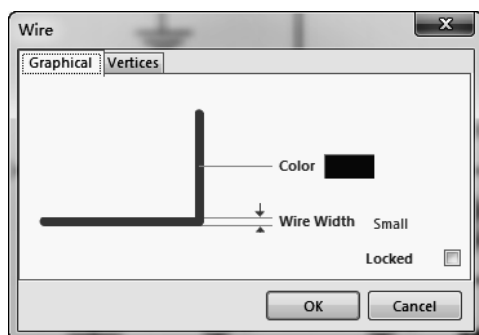 Wire
Graphical Vertices
Color
Wire Width Small
Locked
OK Cancel